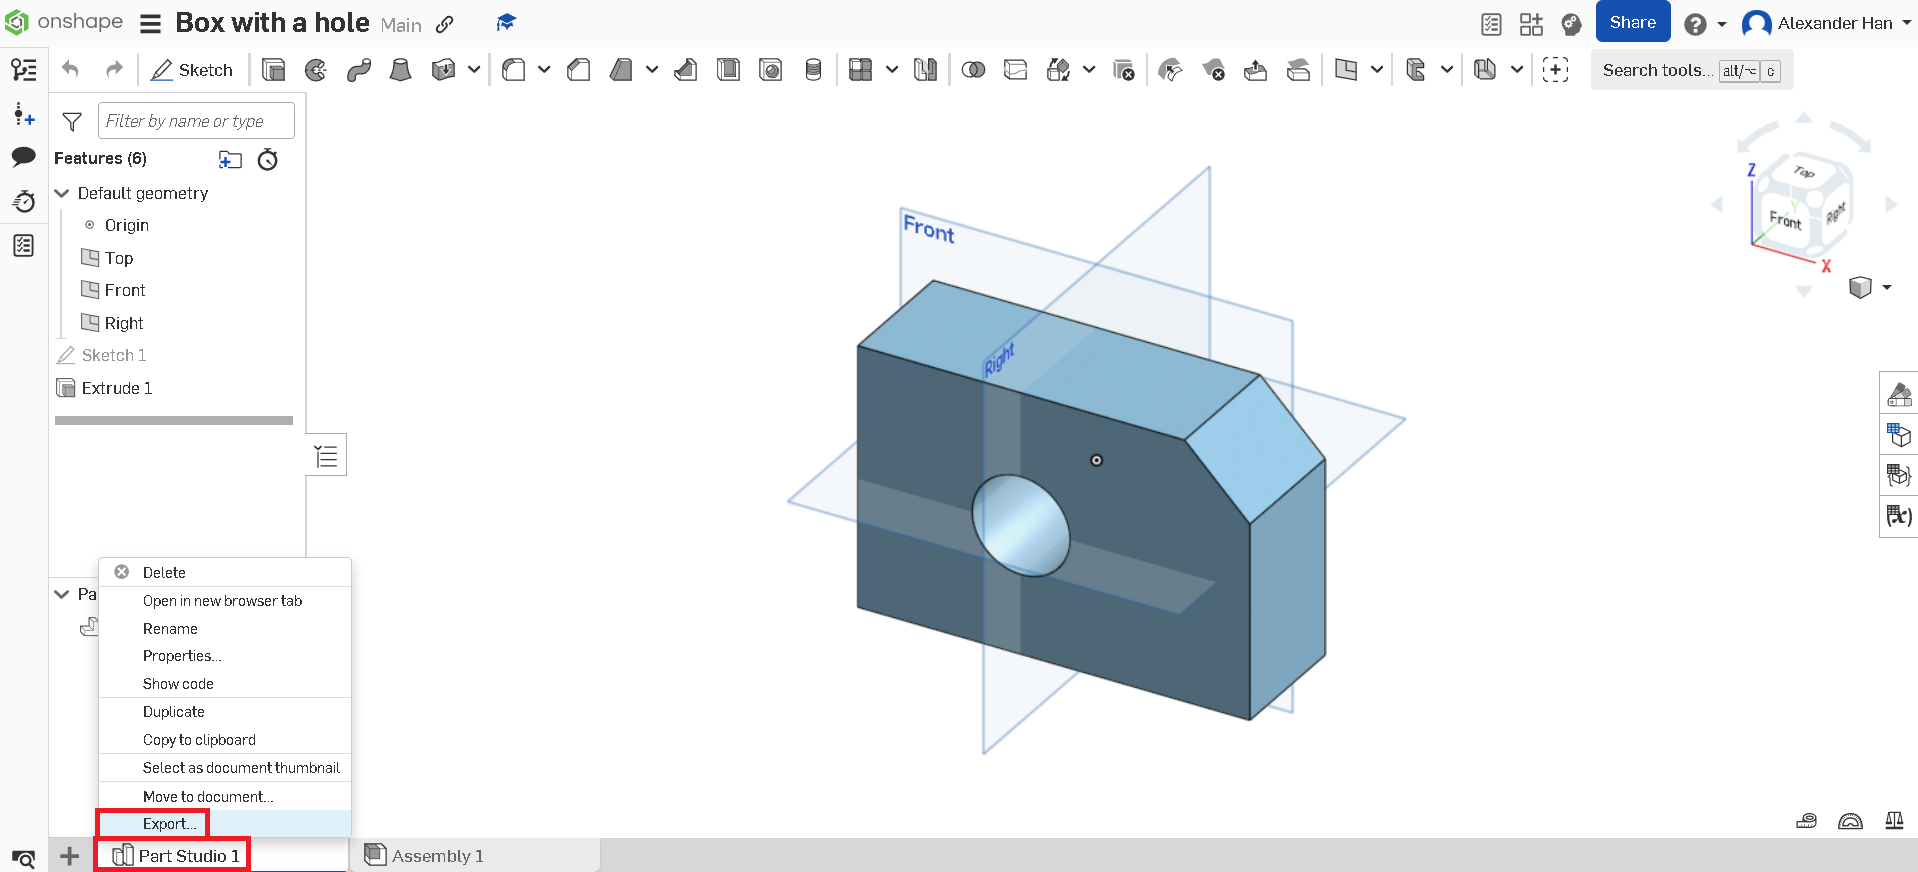 onshape Box with a hole Main Share Alexander Han
Sketch Search tools... alt/⌥ c
Filter by name or type
Features (6)
Default geometry
Origin
Top
Front
Right
Sketch 1
Extrude 1
Pa
Delete
Open in new browser tab
Rename
Properties...
Show code
Duplicate
Copy to clipboard
Select as document thumbnail
Move to document...
Export...
Part Studio 1
Assembly 1
Front
Right
Z
Top
Y
Front
Right
X
(x)